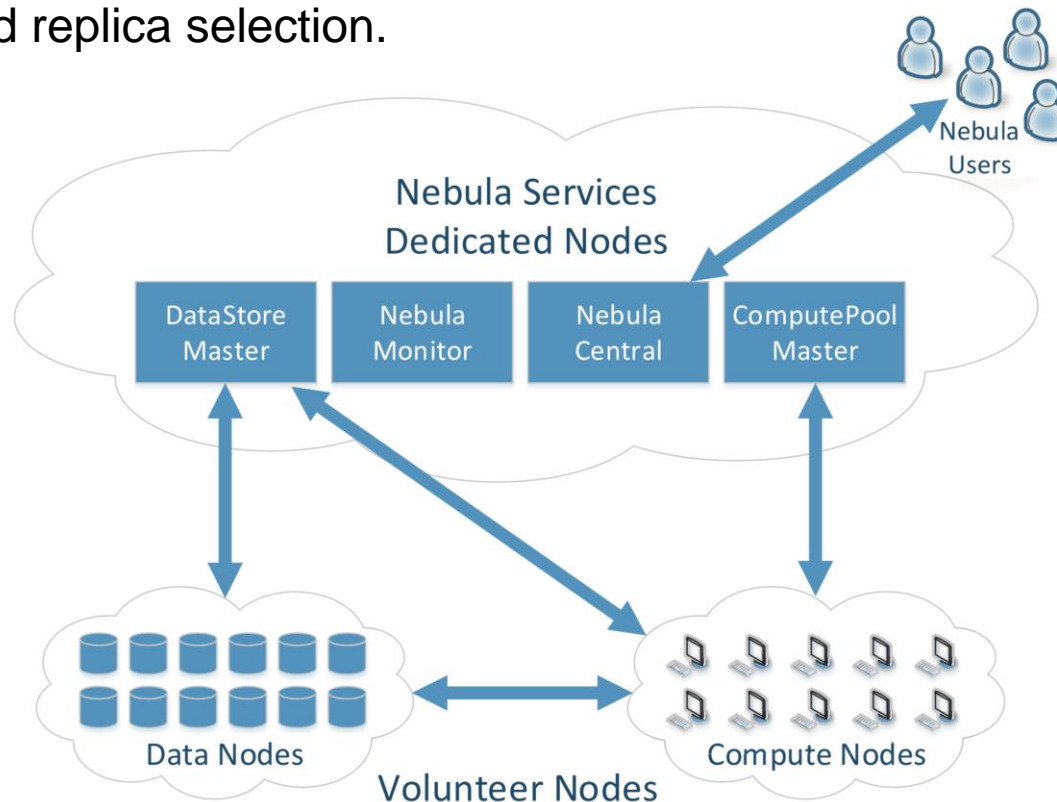 d replica selection.
Nebula
Users
Nebula Services
Dedicated Nodes
DataStore
Master
Nebula
Monitor
Nebula
Central
ComputePool
Master
Data Nodes
Compute Nodes
Volunteer Nodes